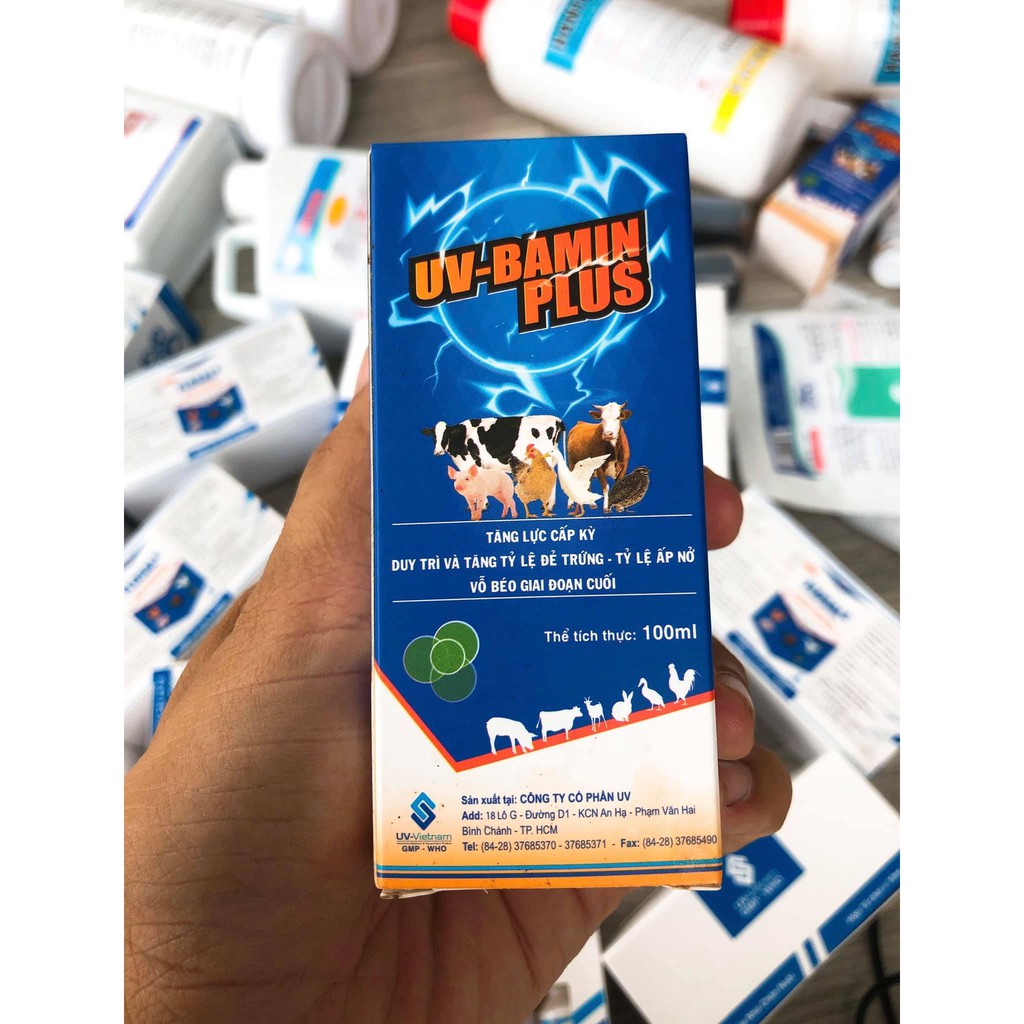 UV-BAMIN
PLUS
TĂNG LỰC CẤP KỲ
DUY TRÌ VÀ TĂNG TỶ LỆ ĐẺ TRỨNG - TỶ LỆ ẤP NỞ
VỖ BÉO GIAI ĐOẠN CUỐI
Thể tích thực: 100ml
UV-Vietnam
GMP - WHO
Sản xuất tại: CÔNG TY CỔ PHẦN UV
Add: 18 Lô G - Đường D1 - KCN An Hạ - Phạm Văn Hai
Bình Chánh - TP. HCM
Tel: (84-28) 37685370 - 37685371 - Fax: (84-28) 37685490